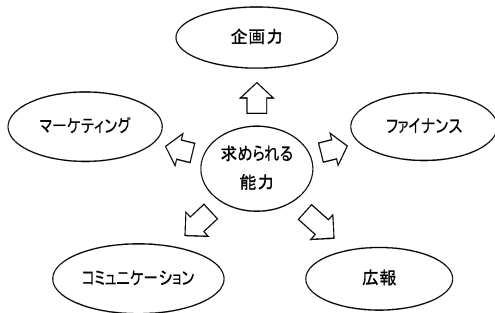 企画力
マーケティング
ファイナンス
求められる
能力
コミュニケーション
広報